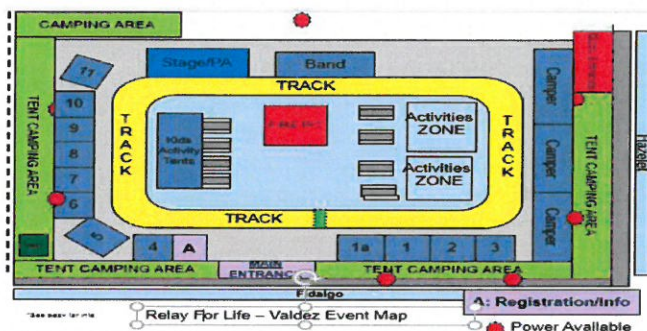 CAMPING AREA
Stage/PA
Band
TRACK
11
10
9
8
7
6
5
TENT CAMPING AREA
TRACK
Kids
Activity
Tents
Activities
ZONE
Activities
ZONE
TRACK
Camper
Camper
Camper
TENT CAMPING AREA
Hazelet
TRACK
4
A
MAIN
ENTRANCE
1a
1
2
3
TENT CAMPING AREA
TENT CAMPING AREA
Fidalgo
A: Registration/Info
Relay For Life – Valdez Event Map
Power Available